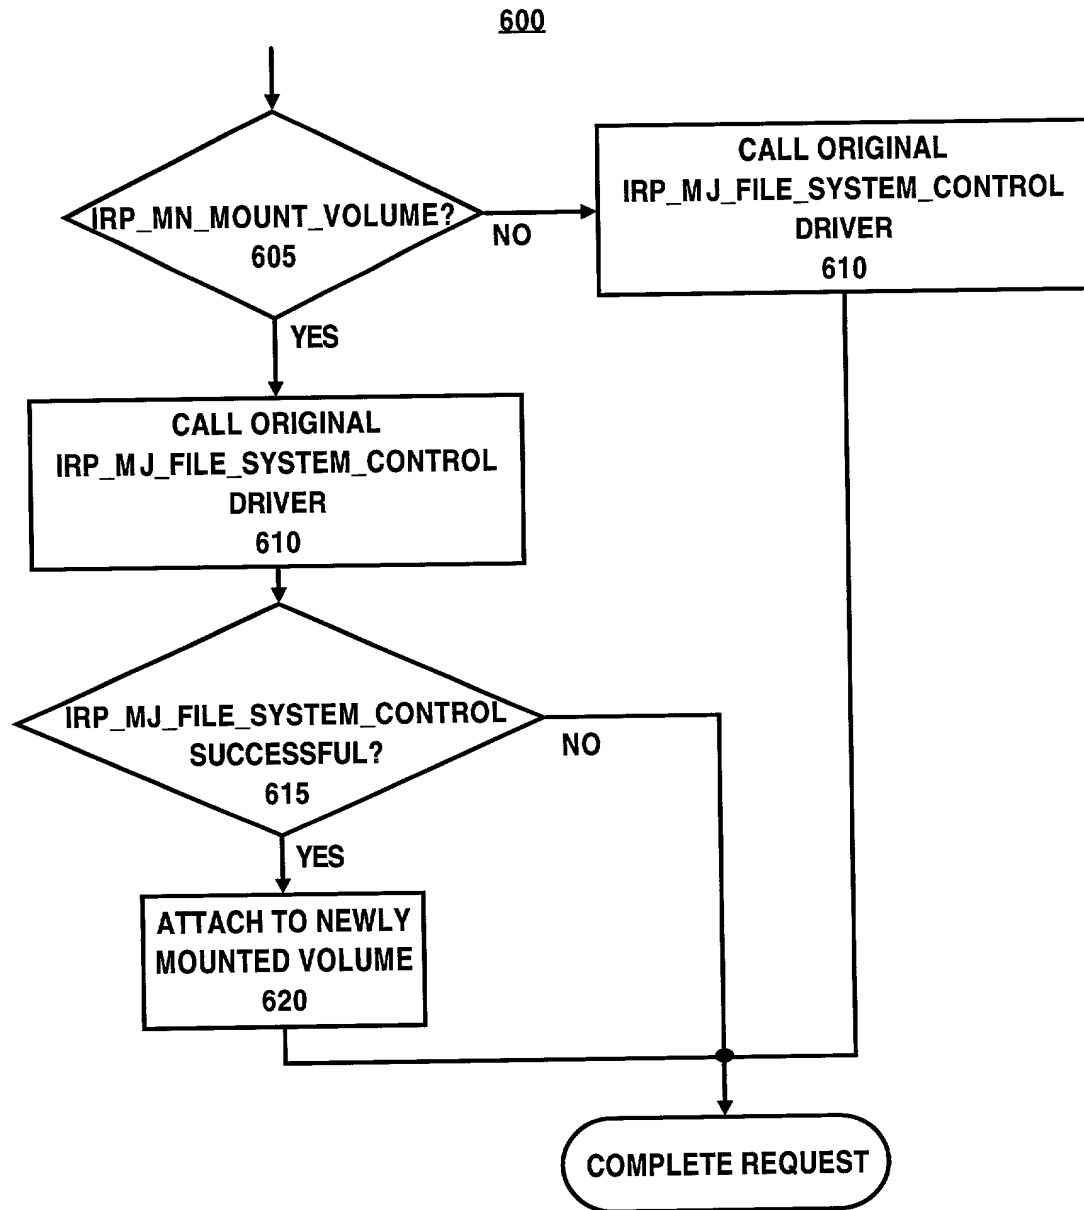 600
IRP_MN_MOUNT_VOLUME?
605
NO
CALL ORIGINAL
IRP_MJ_FILE_SYSTEM_CONTROL
DRIVER
610
YES
CALL ORIGINAL
IRP_MJ_FILE_SYSTEM_CONTROL
DRIVER
610
IRP_MJ_FILE_SYSTEM_CONTROL
SUCCESSFUL?
615
NO
YES
ATTACH TO NEWLY
MOUNTED VOLUME
620
COMPLETE REQUEST